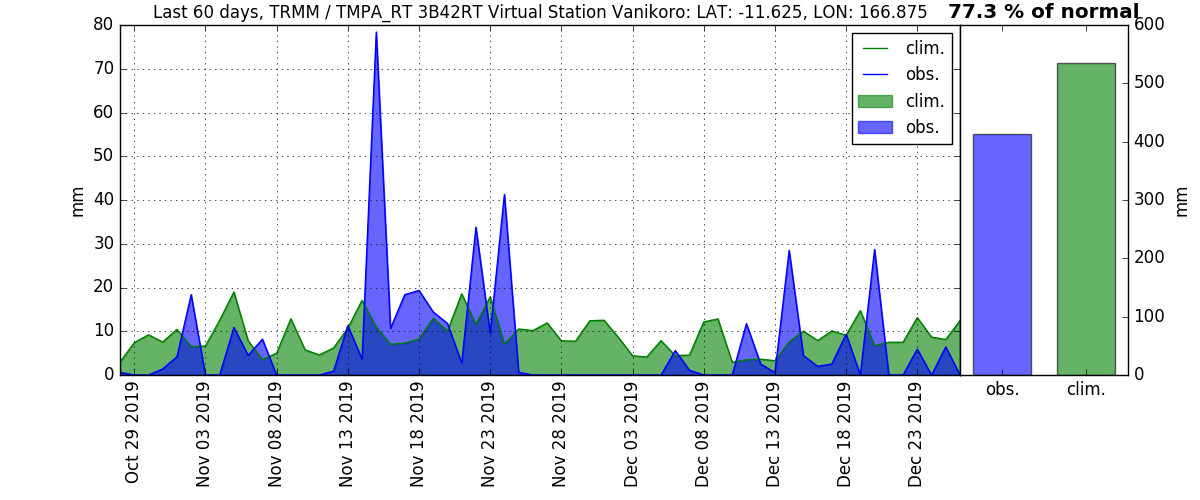 Last 60 days, TRMM / TMPA_RT 3B42RT Virtual Station Vanikoro: LAT: -11.625, LON: 166.875
77.3 % of normal
80
70
60
50
40
30
20
10
0
mm
clim.
obs.
clim.
obs.
Oct 29 2019
Nov 03 2019
Nov 08 2019
Nov 13 2019
Nov 18 2019
Nov 23 2019
Nov 28 2019
Dec 03 2019
Dec 08 2019
Dec 13 2019
Dec 18 2019
Dec 23 2019
600
500
400
300
200
100
0
mm
obs.
clim.